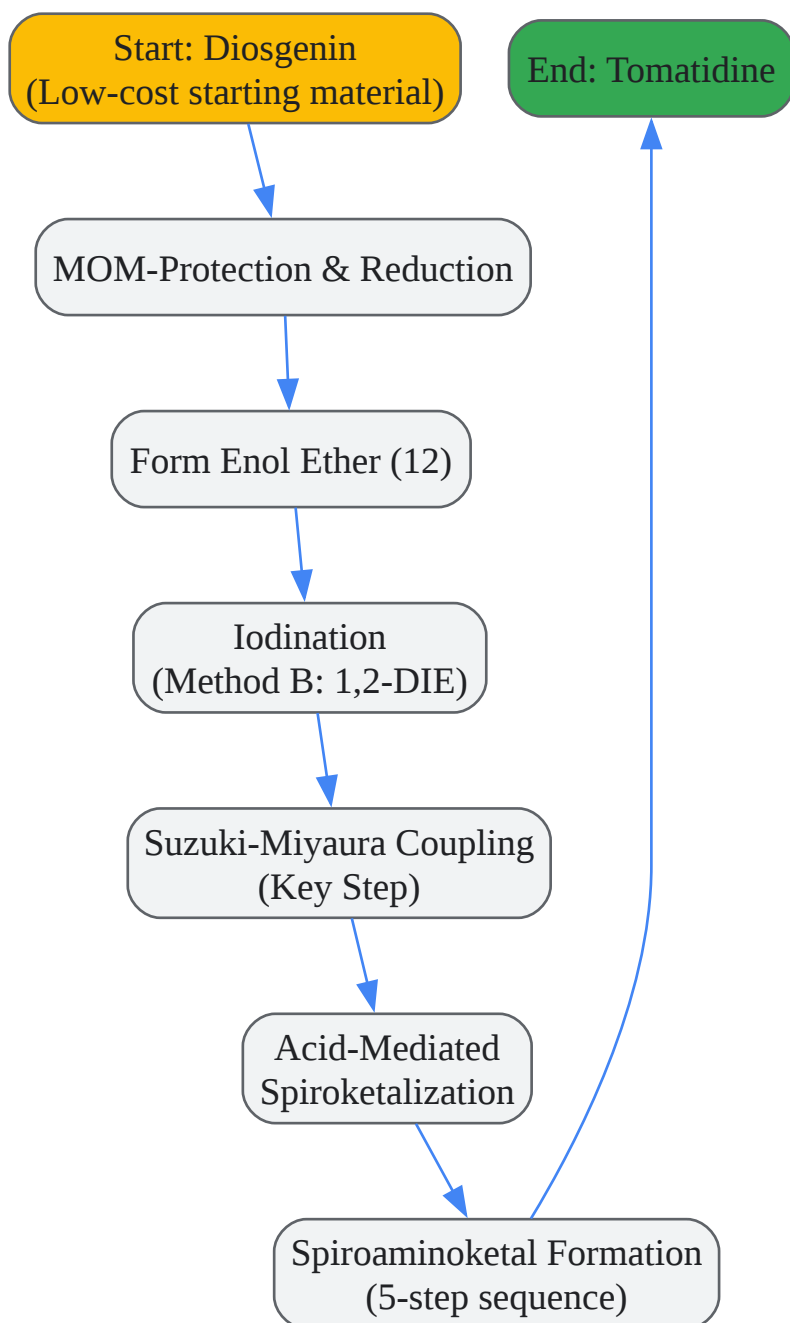 Start: Diosgenin
(Low-cost starting material)
End: Tomatidine
MOM-Protection & Reduction
Form Enol Ether (12)
Iodination
(Method B: 1,2-DIE)
Suzuki-Miyaura Coupling
(Key Step)
Acid-Mediated
Spiroketalization
Spiroaminoketal Formation
(5-step sequence)